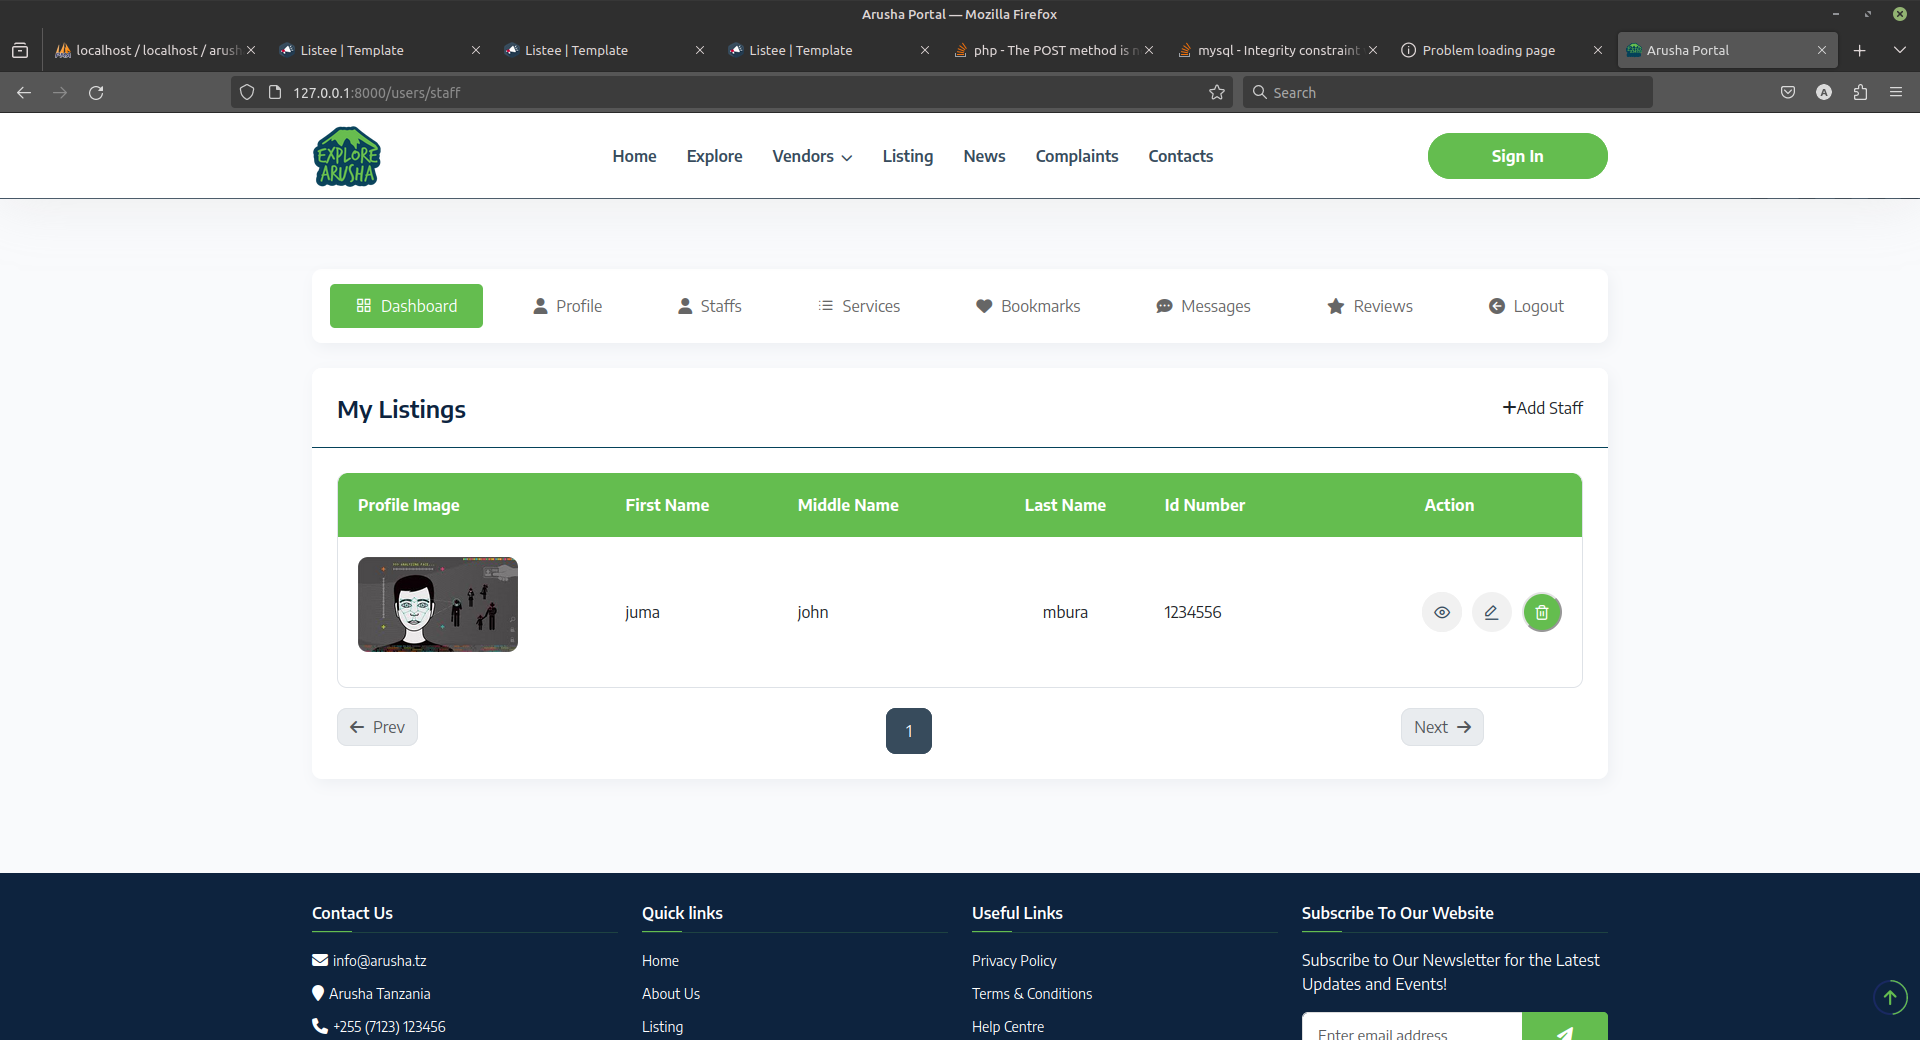 Arusha Portal — Mozilla Firefox
localhost / localhost / arush
Listee | Template
Listee | Template
Listee | Template
php - The POST method is n
mysql - Integrity constraint
Problem loading page
Arusha Portal
127.0.0.1:8000/users/staff
Search
A
EXPLORE
ARUSHA
Home
Explore
Vendors
Listing
News
Complaints
Contacts
Sign In
Dashboard
Profile
Staffs
Services
Bookmarks
Messages
Reviews
Logout
My Listings
+Add Staff
Profile Image
First Name
Middle Name
Last Name
Id Number
Action
juma
john
mbura
1234556
Prev
1
Next
Contact Us
info@arusha.tz
Arusha Tanzania
+255 (7123) 123456
Quick links
Home
About Us
Listing
Useful Links
Privacy Policy
Terms & Conditions
Help Centre
Subscribe To Our Website
Subscribe to Our Newsletter for the Latest
Updates and Events!
Enter email address